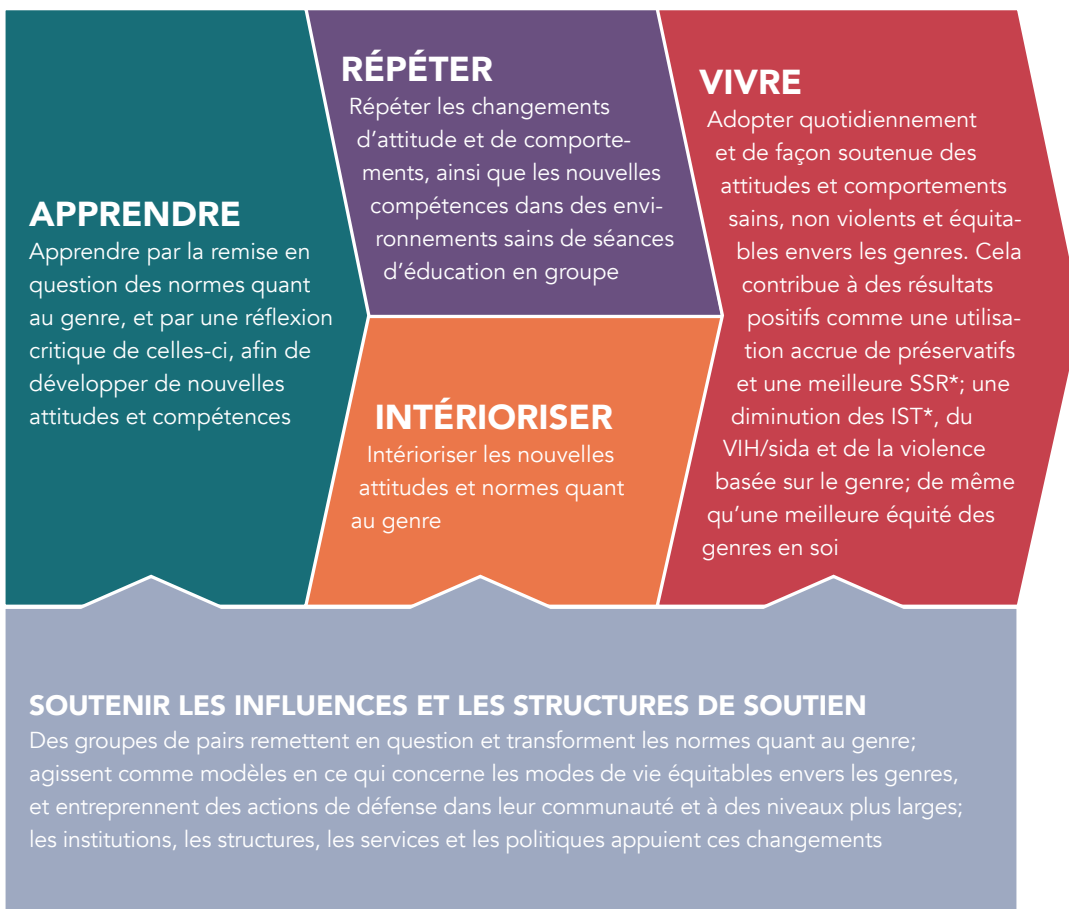 APPRENDRE
Apprendre par la remise en
question des normes quant
au genre, et par une réflexion
critique de celles-ci, afin de
développer de nouvelles
attitudes et compétences
RÉPÉTER
Répéter les changements
d'attitude et de comporte-
ments, ainsi que les nouvelles
compétences dans des envi-
ronnements sains de séances
d'éducation en groupe
INTÉRIORISER
Intérioriser les nouvelles
attitudes et normes quant
au genre
VIVRE
Adopter quotidiennement
et de façon soutenue des
attitudes et comportements
sains, non violents et équita-
bles envers les genres. Cela
contribue à des résultats
positifs comme une utilisa-
tion accrue de préservatifs
et une meilleure SSR*; une
diminution des IST*, du
VIH/sida et de la violence
basée sur le genre; de même
qu'une meilleure équité des
genres en soi
SOUTENIR LES INFLUENCES ET LES STRUCTURES DE SOUTIEN
Des groupes de pairs remettent en question et transforment les normes quant au genre;
agissent comme modèles en ce qui concerne les modes de vie équitables envers les genres,
et entreprennent des actions de défense dans leur communauté et à des niveaux plus larges;
les institutions, les structures, les services et les politiques appuient ces changements